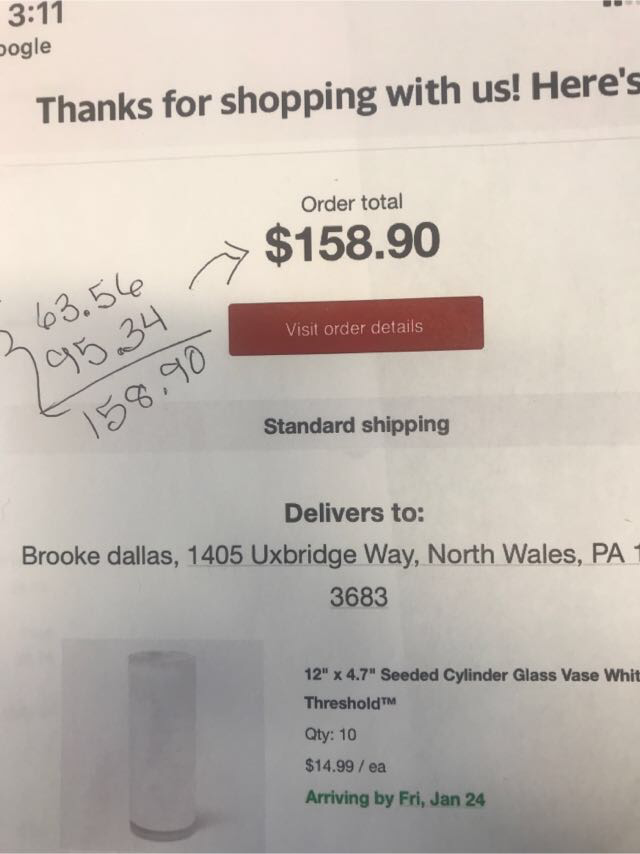 3:11
oogle
Thanks for shopping with us! Here's
Order total
$158.90
63.56
95.34
158.90
Visit order details
Standard shipping
Delivers to:
Brooke dallas, 1405 Uxbridge Way, North Wales, PA 1
3683
12" x 4.7" Seeded Cylinder Glass Vase Whit
Threshold™
Qty: 10
$14.99 / ea
Arriving by Fri, Jan 24